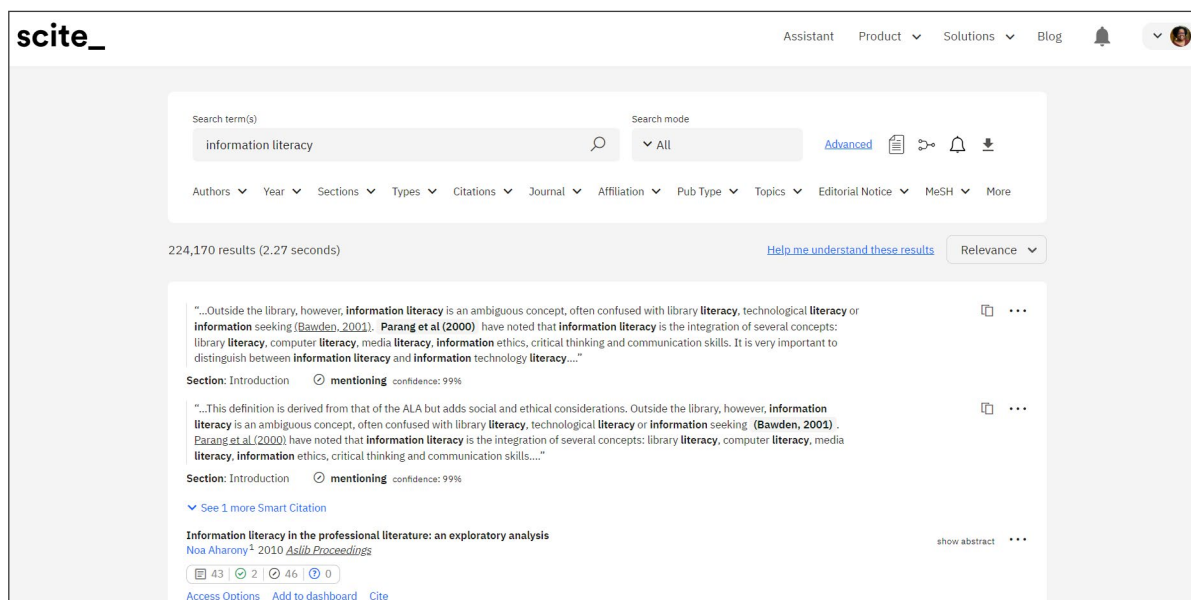 scite_
Assistant Product Solutions Blog
Search term(s)
Search mode
information literacy
All
Advanced
Authors Year Sections Types Citations Journal Affiliation Pub Type Topics Editorial Notice MeSH More
224,170 results (2.27 seconds)
Help me understand these results
Relevance
“...Outside the library, however, information literacy is an ambiguous concept, often confused with library literacy, technological literacy or
information seeking (Bawden, 2001). Parang et al (2000) have noted that information literacy is the integration of several concepts:
library literacy, computer literacy, media literacy, information ethics, critical thinking and communication skills. It is very important to
distinguish between information literacy and information technology literacy....”
Section: Introduction mentioning confidence: 99%
“...This definition is derived from that of the ALA but adds social and ethical considerations. Outside the library, however, information
literacy is an ambiguous concept, often confused with library literacy, technological literacy or information seeking (Bawden, 2001) .
Parang et al (2000) have noted that information literacy is the integration of several concepts: library literacy, computer literacy, media
literacy, information ethics, critical thinking and communication skills....”
Section: Introduction mentioning confidence: 99%
See 1 more Smart Citation
Information literacy in the professional literature: an exploratory analysis
Noa Aharony 1 2010 Aslib Proceedings
show abstract
43 2 46 0
Access Options Add to dashboard Cite